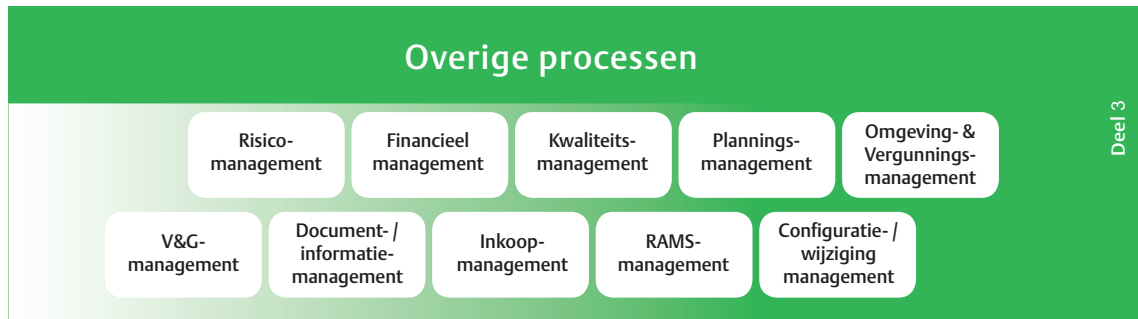 Overige processen
Risico-
management
Financieel
management
Kwaliteits-
management
Plannings-
management
Omgeving- &
Vergunnings-
management
Deel 3
V&G-
management
Document- /
informatie-
management
Inkoop-
management
RAMS-
management
Configuratie- /
wijziging
management